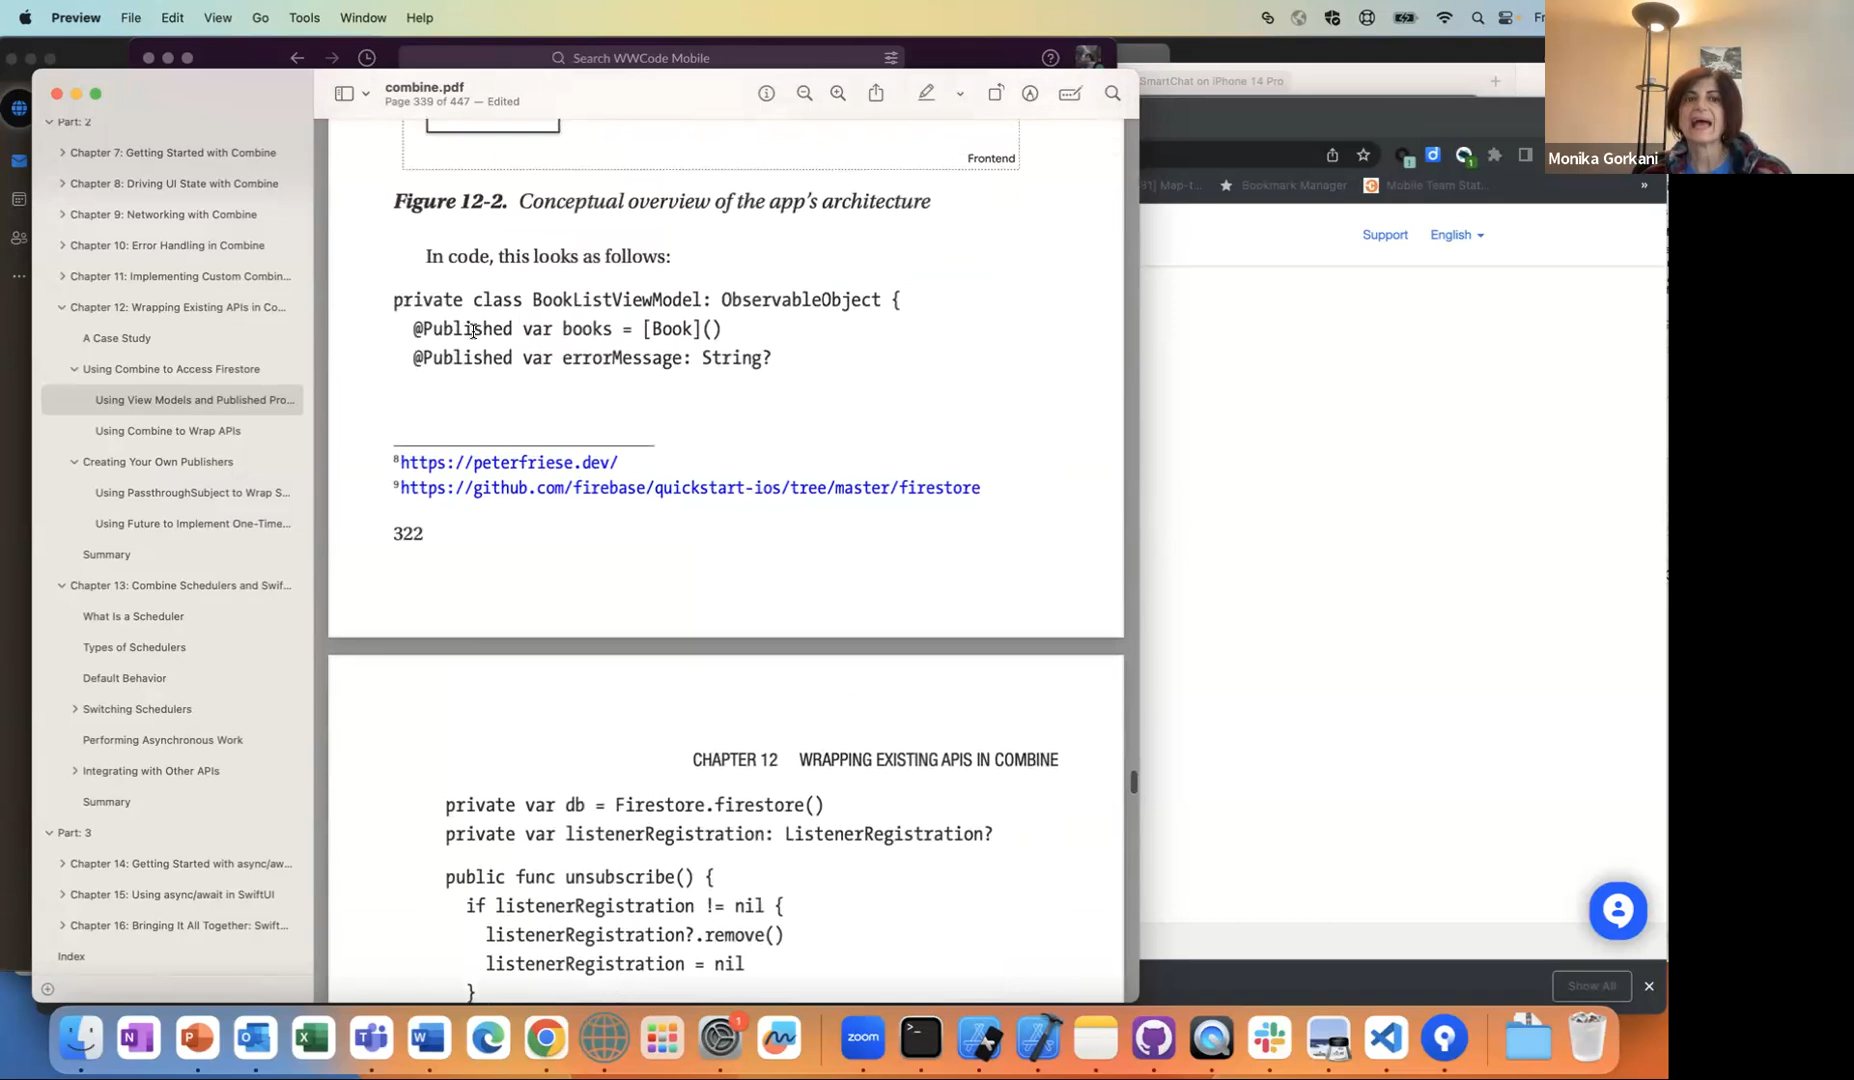 Preview File Edit View Go Tools Window Help
Search WWCode Mobile
SmartChat on iPhone 14 Pro
Monika Gorkani
combine.pdf
Page 339 of 447 — Edited
Part: 2
Chapter 7: Getting Started with Combine
Chapter 8: Driving UI State with Combine
Chapter 9: Networking with Combine
Chapter 10: Error Handling in Combine
Chapter 11: Implementing Custom Combin...
Chapter 12: Wrapping Existing APIs in Co...
A Case Study
Using Combine to Access Firestore
Using View Models and Published Pro...
Using Combine to Wrap APIs
Creating Your Own Publishers
Using PassthroughSubject to Wrap S...
Using Future to Implement One-Time...
Summary
Chapter 13: Combine Schedulers and Swif...
What Is a Scheduler
Types of Schedulers
Default Behavior
Switching Schedulers
Performing Asynchronous Work
Integrating with Other APIs
Summary
Part: 3
Chapter 14: Getting Started with async/aw...
Chapter 15: Using async/await in SwiftUI
Chapter 16: Bringing It All Together: Swift...
Index
Frontend
Figure 12-2. Conceptual overview of the app's architecture
In code, this looks as follows:
private class BookListViewModel: ObservableObject {
@Published var books = [Book]()
@Published var errorMessage: String?
8 https://peterfriese.dev/
9 https://github.com/firebase/quickstart-ios/tree/master/firestore
322
CHAPTER 12 WRAPPING EXISTING APIS IN COMBINE
private var db = Firestore.firestore()
private var listenerRegistration: ListenerRegistration?
public func unsubscribe() {
if listenerRegistration != nil {
listenerRegistration?.remove()
listenerRegistration = nil
}
Bookmark Manager
Mobile Team Stat...
»
Support English
Show All
zoom
1